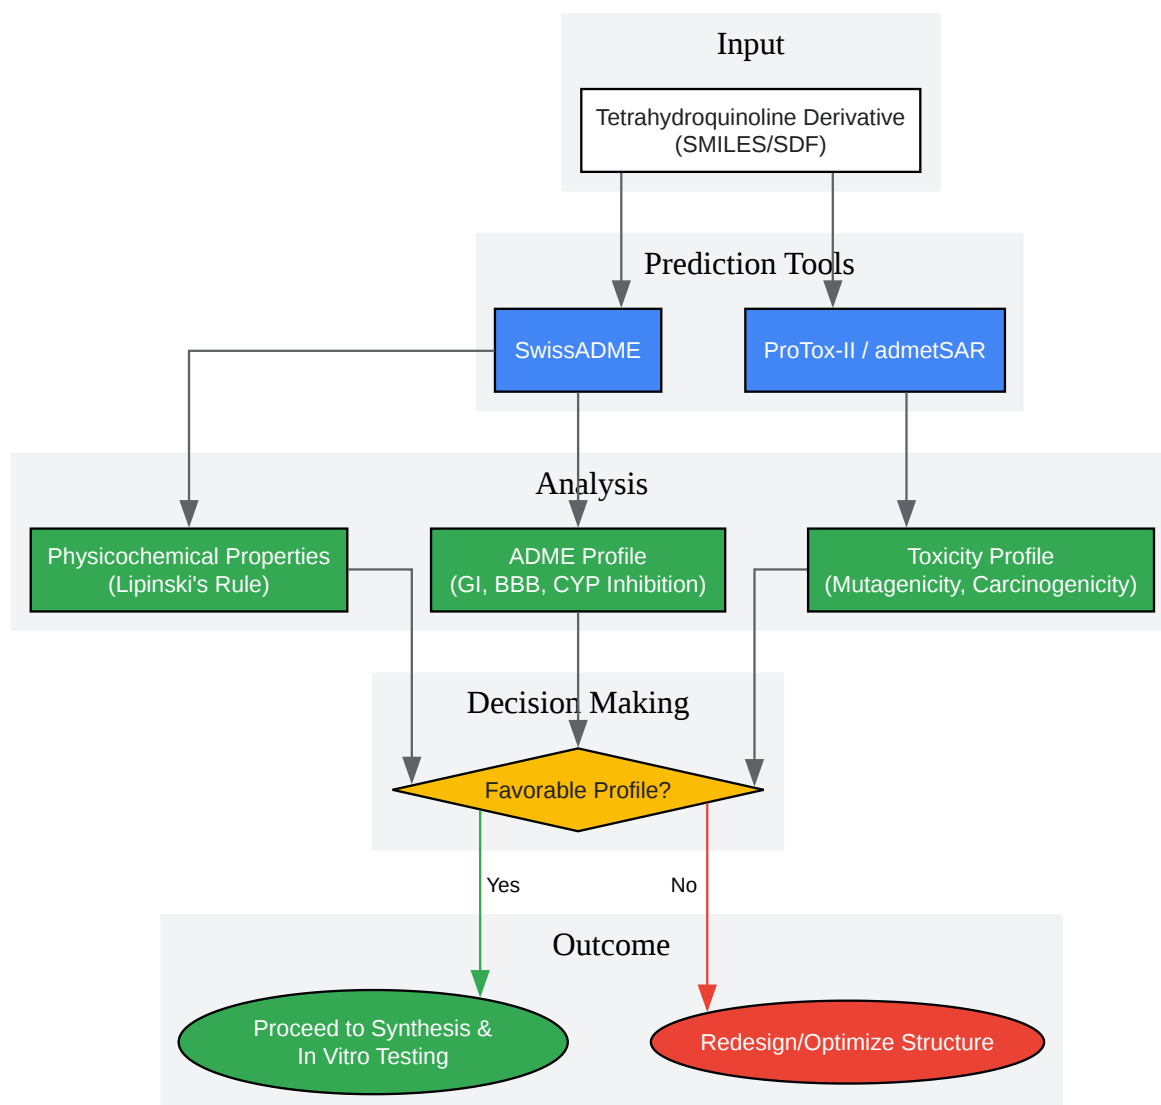 Input
Tetrahydroquinoline Derivative
(SMILES/SDF)
Prediction Tools
SwissADME
ProTox-II / admetSAR
Analysis
Physicochemical Properties
(Lipinski's Rule)
ADME Profile
(GI, BBB, CYP Inhibition)
Toxicity Profile
(Mutagenicity, Carcinogenicity)
Decision Making
Favorable Profile?
Yes
No
Outcome
Proceed to Synthesis &
In Vitro Testing
Redesign/Optimize Structure